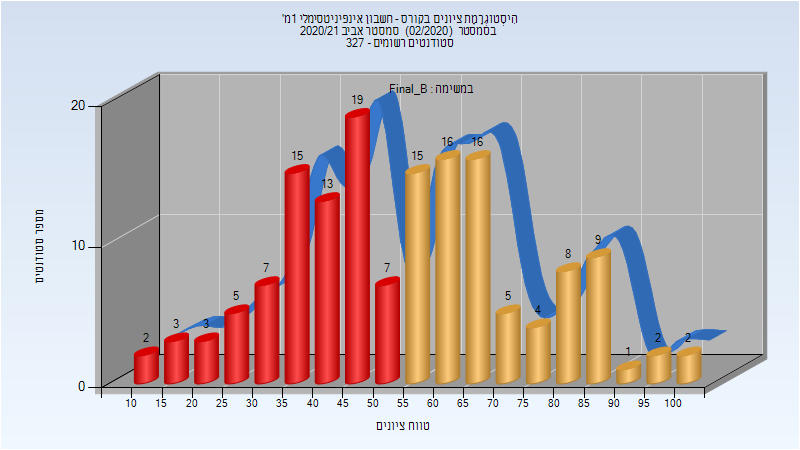 היסטוגרמת ציונים בקורס - חשבון אינפיניטסימלי 1מ'
בסמסטר (02/2020) סמסטר אביב 2020/21
סטודנטים רשומים - 327
במשימה : Final_B
מספר סטודנטים
20
10
0
2 3 3 5 7 15 13 19 7 15 16 16 5 4 8 9 1 2 2
10 15 20 25 30 35 40 45 50 55 60 65 70 75 80 85 90 95 100
טווח ציונים